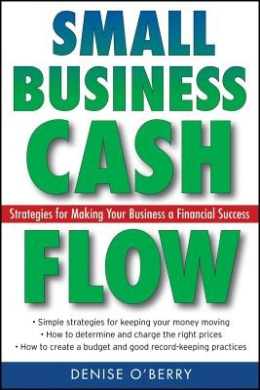 SMALL
BUSINESS
CASH
Strategies for Making Your Business a Financial Success
FLOW
• Simple strategies for keeping your money moving
• How to determine and charge the right prices
• How to create a budget and good record-keeping practices
DENISE O'BERRY